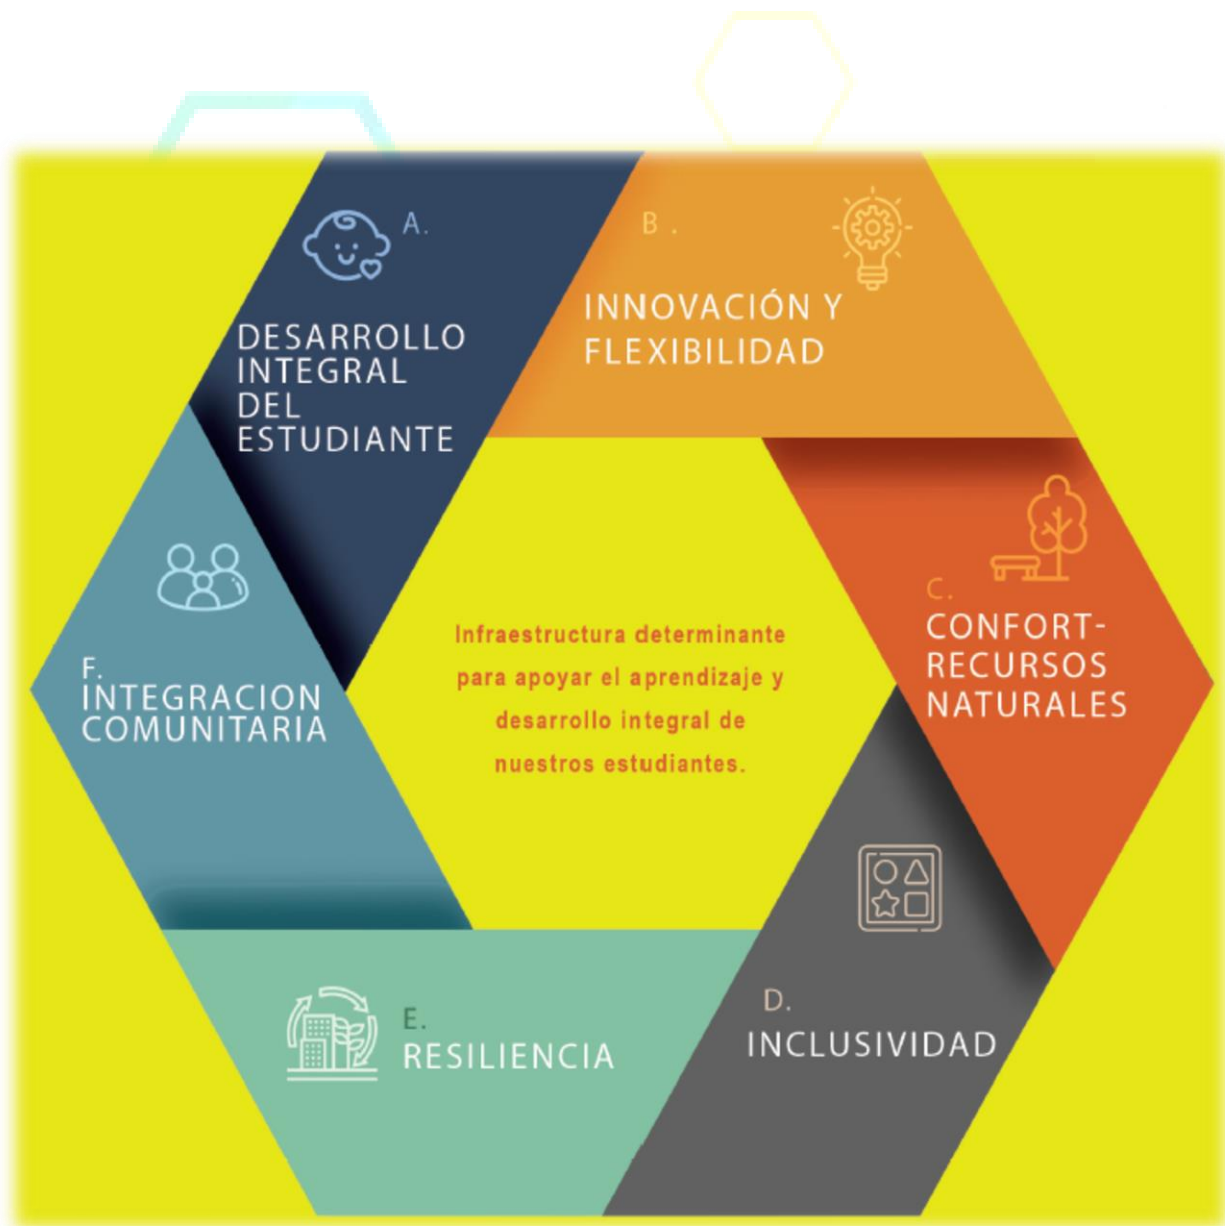 A.
DESARROLLO
INTEGRAL
DEL
ESTUDIANTE
B .
INNOVACIÓN Y
FLEXIBILIDAD
C.
CONFORT-
RECURSOS
NATURALES
D.
INCLUSIVIDAD
E.
RESILIENCIA
F.
INTEGRACION
COMUNITARIA
Infraestructura determinante
para apoyar el aprendizaje y
desarrollo integral de
nuestros estudiantes.